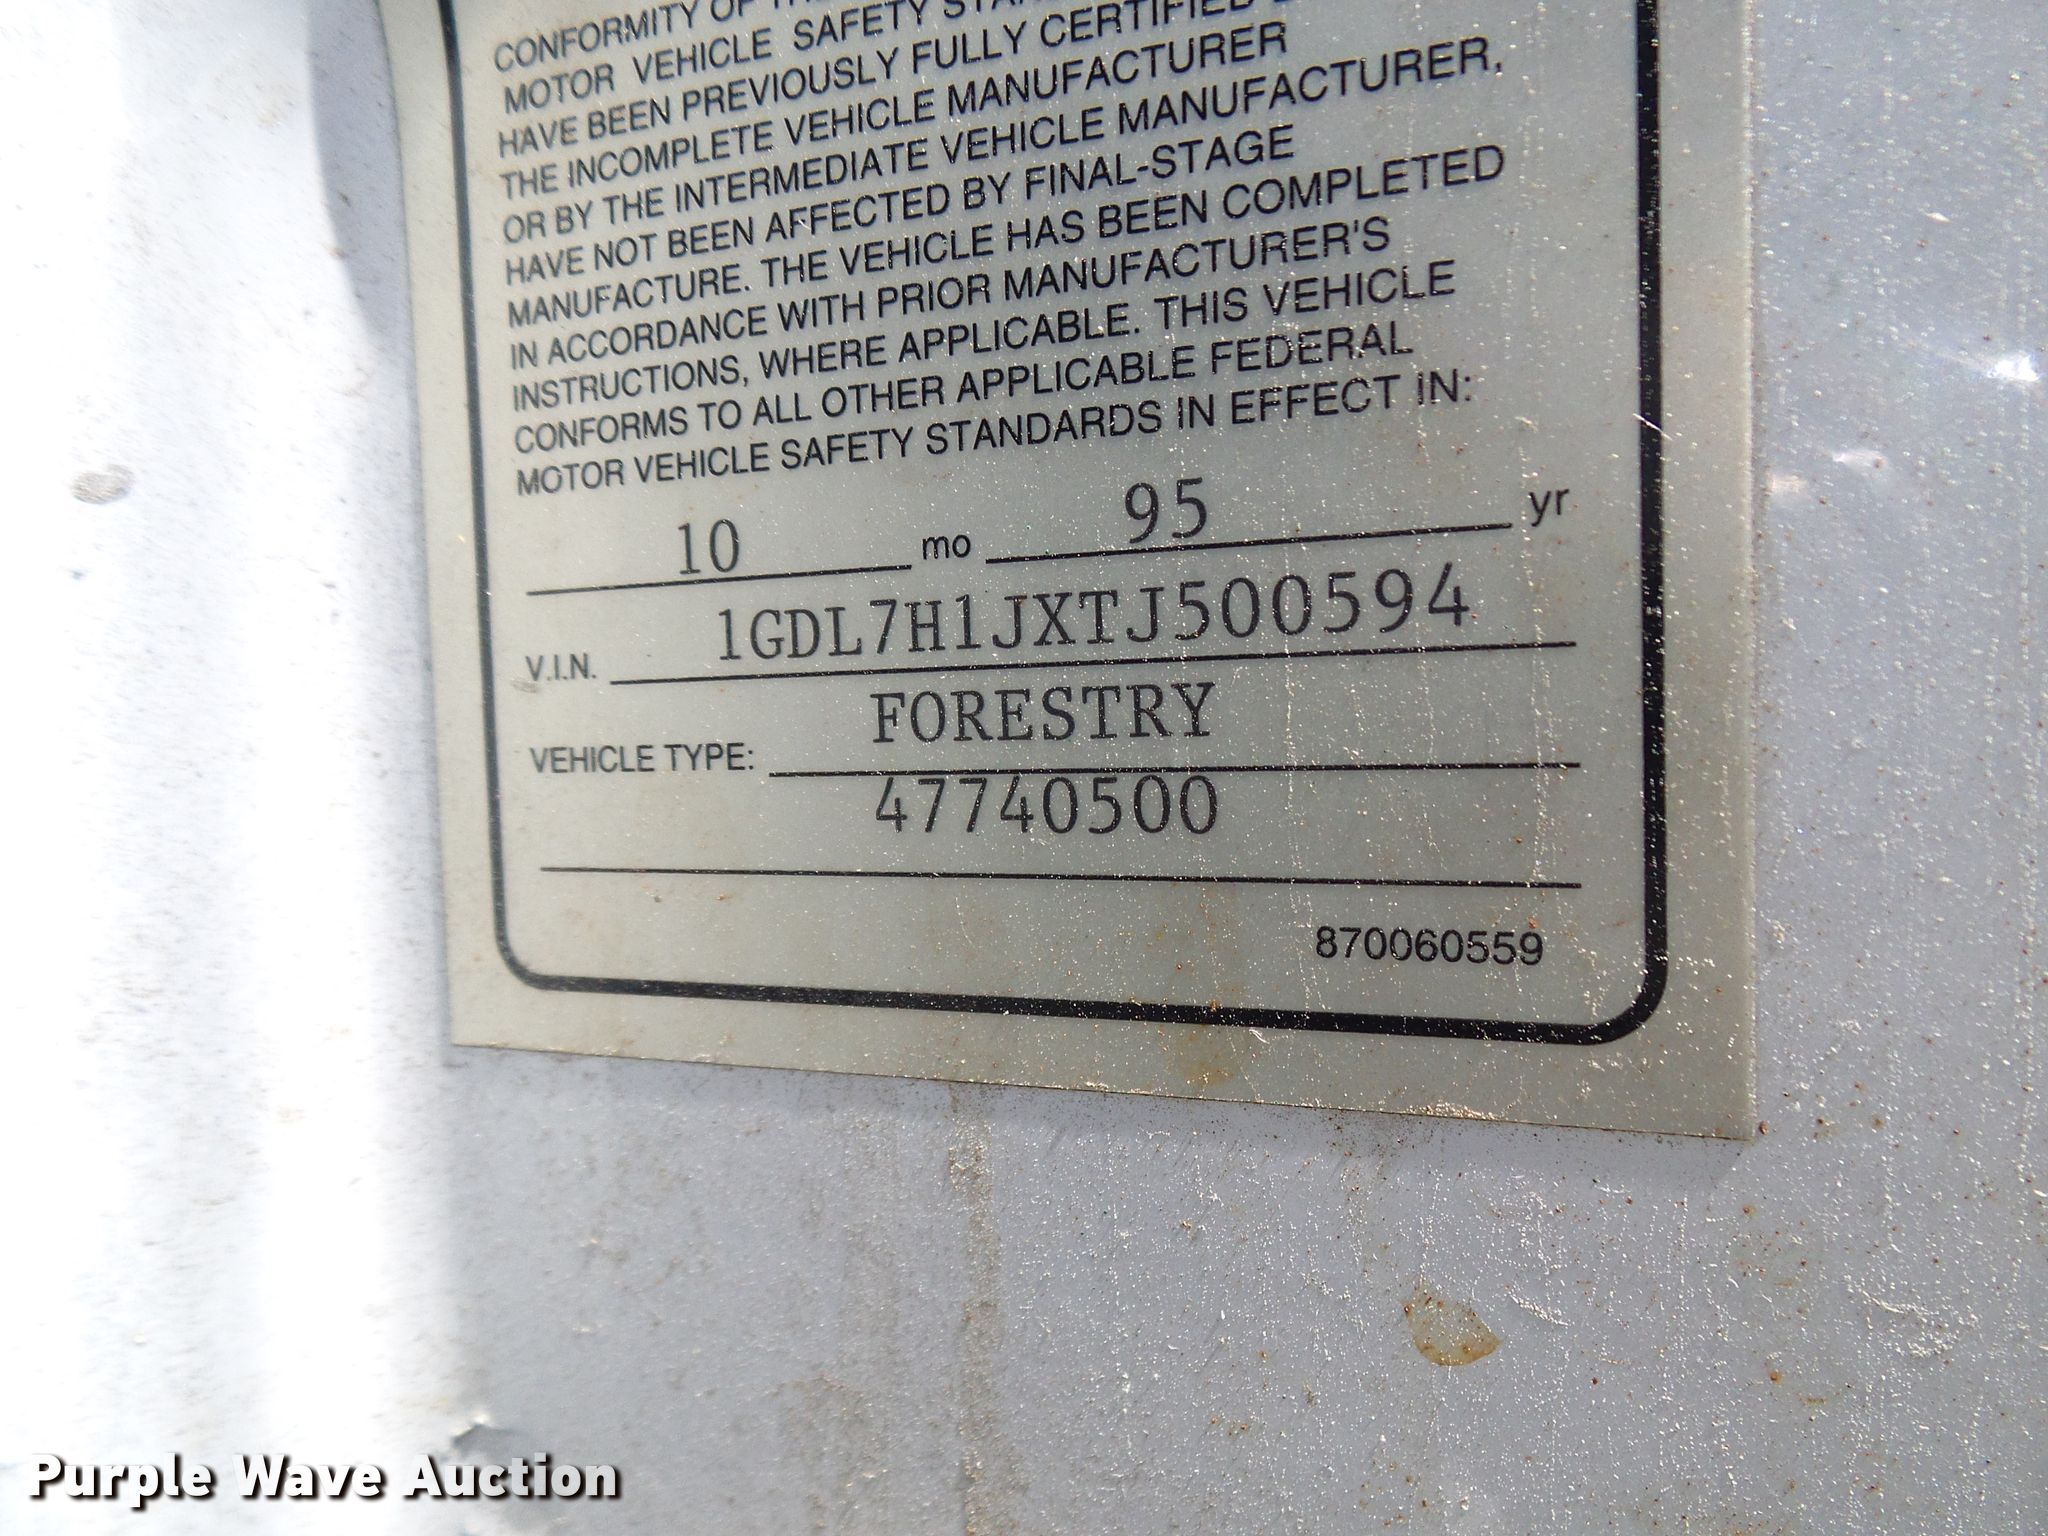 CONFORMITY OF
MOTOR VEHICLE SAFETY
HAVE BEEN PREVIOUSLY FULLY CERTIFIED
THE INCOMPLETE VEHICLE MANUFACTURER
OR BY THE INTERMEDIATE VEHICLE MANUFACTURER,
HAVE NOT BEEN AFFECTED BY FINAL-STAGE
MANUFACTURE. THE VEHICLE HAS BEEN COMPLETED
IN ACCORDANCE WITH PRIOR MANUFACTURER'S
INSTRUCTIONS, WHERE APPLICABLE. THIS VEHICLE
CONFORMS TO ALL OTHER APPLICABLE FEDERAL
MOTOR VEHICLE SAFETY STANDARDS IN EFFECT IN:
10 mo 95 yr
V.I.N. 1GDL7H1JXTJ500594
VEHICLE TYPE: FORESTRY
47740500
870060559
Purple Wave Auction